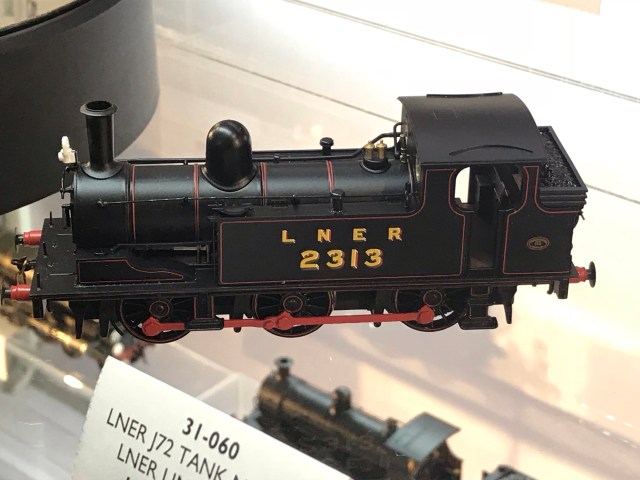 L N E R
2313
31-060
LNER J72 TANK
LNER